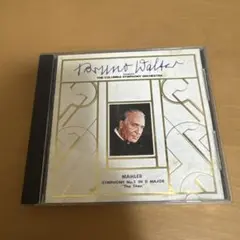 Bruno Walter
THE COLUMBIA SYMPHONY ORCHESTRA
MAHLER
SYMPHONY No.1 IN D MAJOR
"The Titan"